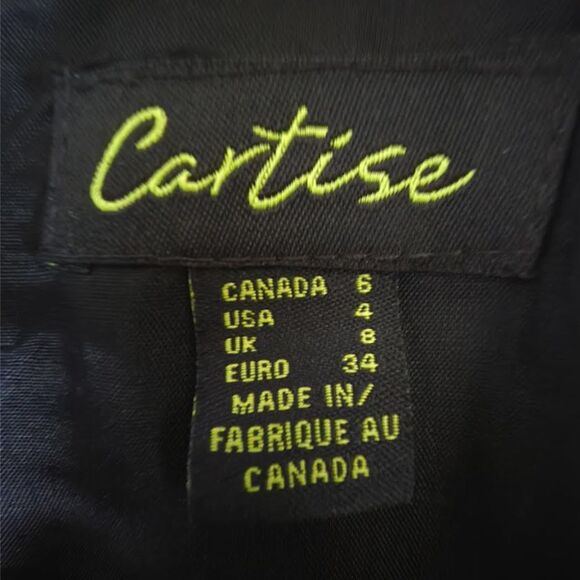 Cartise
CANADA 6
USA 4
UK 8
EURO 34
MADE IN/
FABRIQUE AU
CANADA